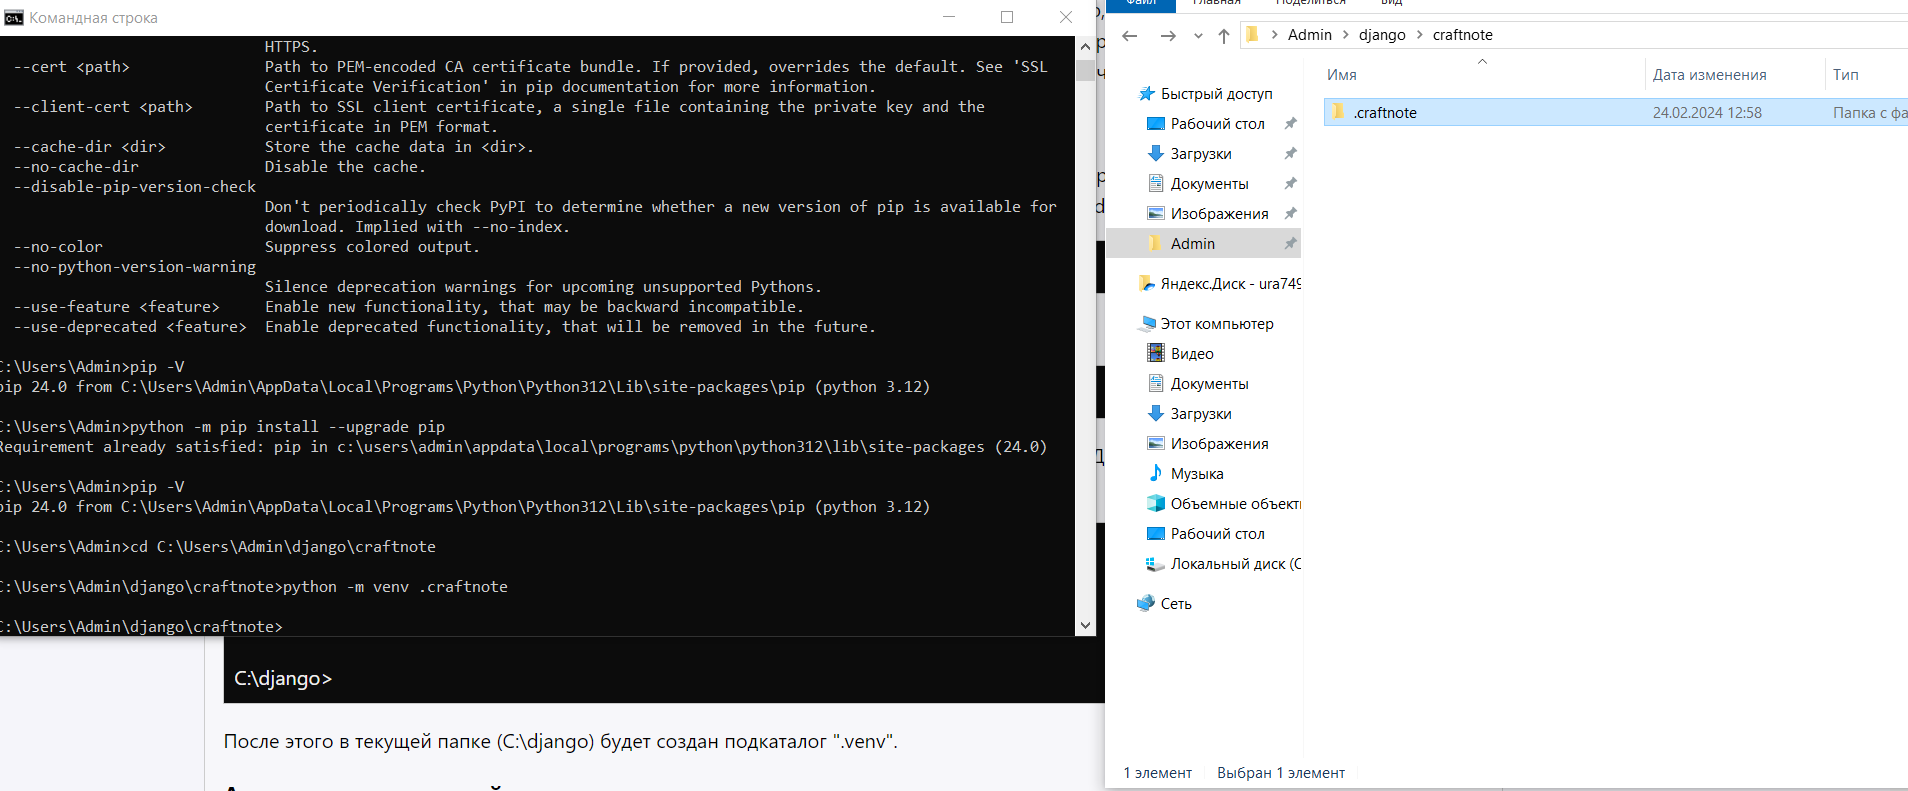 Командная строка
HTTPS.
--cert <path> Path to PEM-encoded CA certificate bundle. If provided, overrides the default. See 'SSL
Certificate Verification' in pip documentation for more information.
--client-cert <path> Path to SSL client certificate, a single file containing the private key and the
certificate in PEM format.
--cache-dir <dir> Store the cache data in <dir>.
--no-cache-dir Disable the cache.
--disable-pip-version-check
Don't periodically check PyPI to determine whether a new version of pip is available for
download. Implied with --no-index.
--no-color Suppress colored output.
--no-python-version-warning
Silence deprecation warnings for upcoming unsupported Pythons.
--use-feature <feature> Enable new functionality, that may be backward incompatible.
--use-deprecated <feature> Enable deprecated functionality, that will be removed in the future.
C:\Users\Admin>pip -V
pip 24.0 from C:\Users\Admin\AppData\Local\Programs\Python\Python312\Lib\site-packages\pip (python 3.12)
C:\Users\Admin>python -m pip install --upgrade pip
Requirement already satisfied: pip in c:\users\admin\appdata\local\programs\python\python312\lib\site-packages (24.0)
C:\Users\Admin>pip -V
pip 24.0 from C:\Users\Admin\AppData\Local\Programs\Python\Python312\Lib\site-packages\pip (python 3.12)
C:\Users\Admin>cd C:\Users\Admin\django\craftnote
C:\Users\Admin\django\craftnote>python -m venv .craftnote
C:\Users\Admin\django\craftnote>
C:\django>
После этого в текущей папке (C:\django) будет создан подкаталог ".venv".
Файл Главная Поделиться Вид
Admin django craftnote
Имя Дата изменения Тип
.craftnote 24.02.2024 12:58 Папка с фа
Быстрый доступ
Рабочий стол
Загрузки
Документы
Изображения
Admin
Яндекс.Диск - ura749
Этот компьютер
Видео
Документы
Загрузки
Изображения
Музыка
Объемные объекты
Рабочий стол
Локальный диск (C
Сеть
1 элемент Выбран 1 элемент